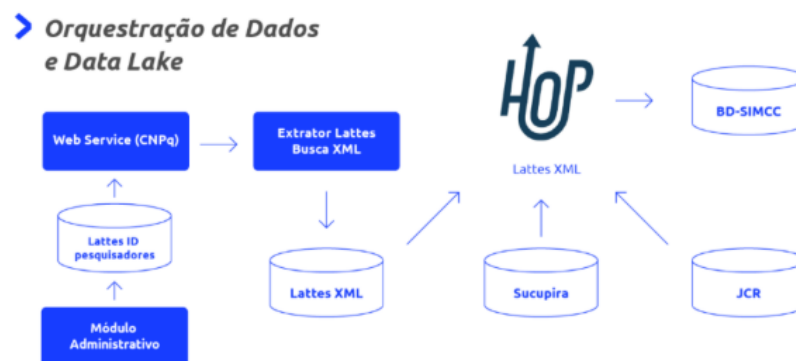 Orquestração de Dados
e Data Lake
HOP
BD-SIMCC
Web Service (CNPq)
Extrator Lattes
Busca XML
Lattes XML
Lattes ID
pesquisadores
Lattes XML
Sucupira
JCR
Módulo
Administrativo